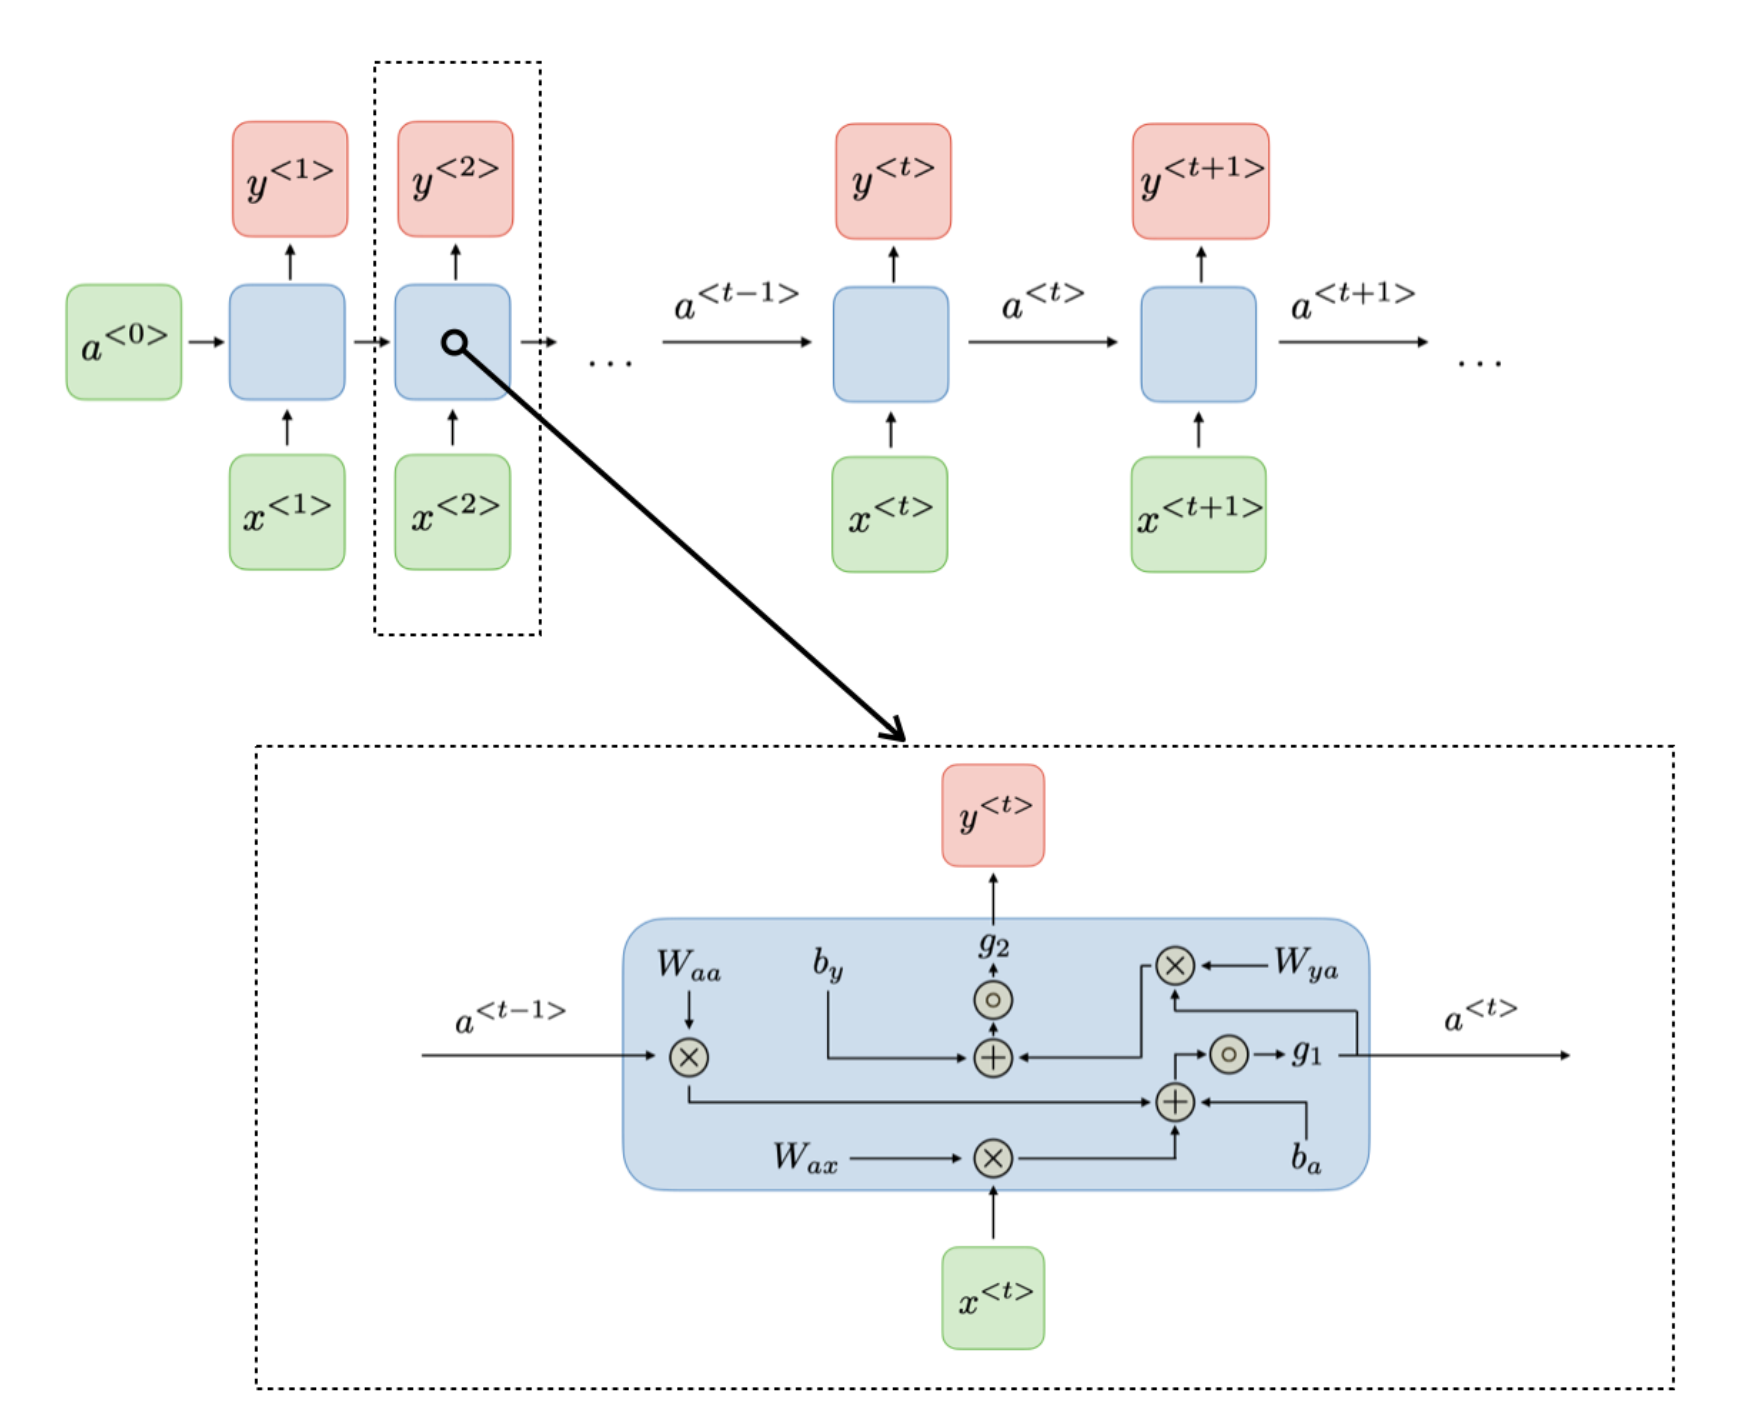 y^{<1>} y^{<2>} y^{<t>} y^{<t+1>}
a^{<0>} ... a^{<t-1>} a^{<t>} a^{<t+1>} ...
x^{<1>} x^{<2>} x^{<t>} x^{<t+1>}
y^{<t>}
W_{aa} b_y g_2 W_{ya}
a^{<t-1>} g_1 a^{<t>}
W_{ax} b_a
x^{<t>}